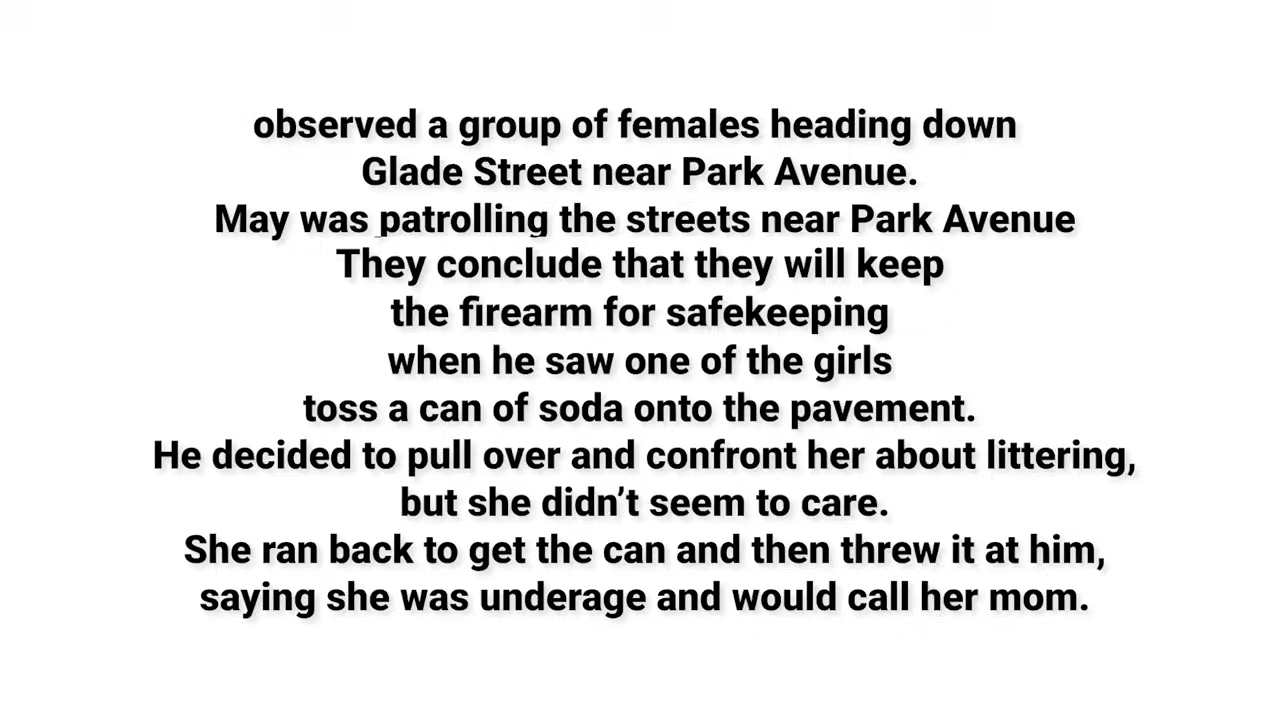 observed a group of females heading down
Glade Street near Park Avenue.
May was patrolling the streets near Park Avenue
They conclude that they will keep
the firearm for safekeeping
when he saw one of the girls
toss a can of soda onto the pavement.
He decided to pull over and confront her about littering,
but she didn’t seem to care.
She ran back to get the can and then threw it at him,
saying she was underage and would call her mom.